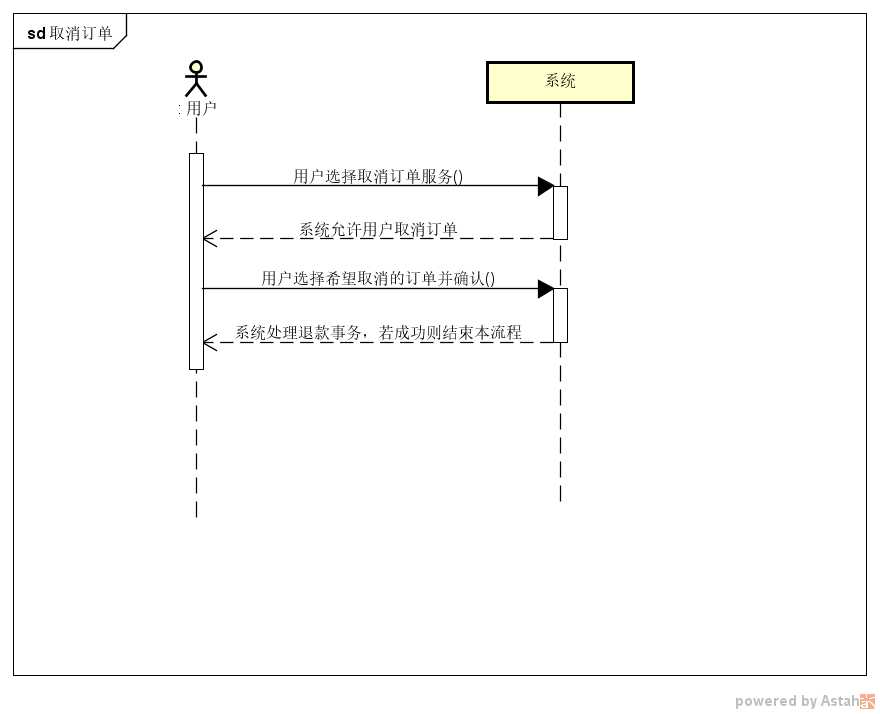 sd 取消订单
系统
: 用户
用户选择取消订单服务()
系统允许用户取消订单
用户选择希望取消的订单并确认()
系统处理退款事务，若成功则结束本流程
powered by Astah